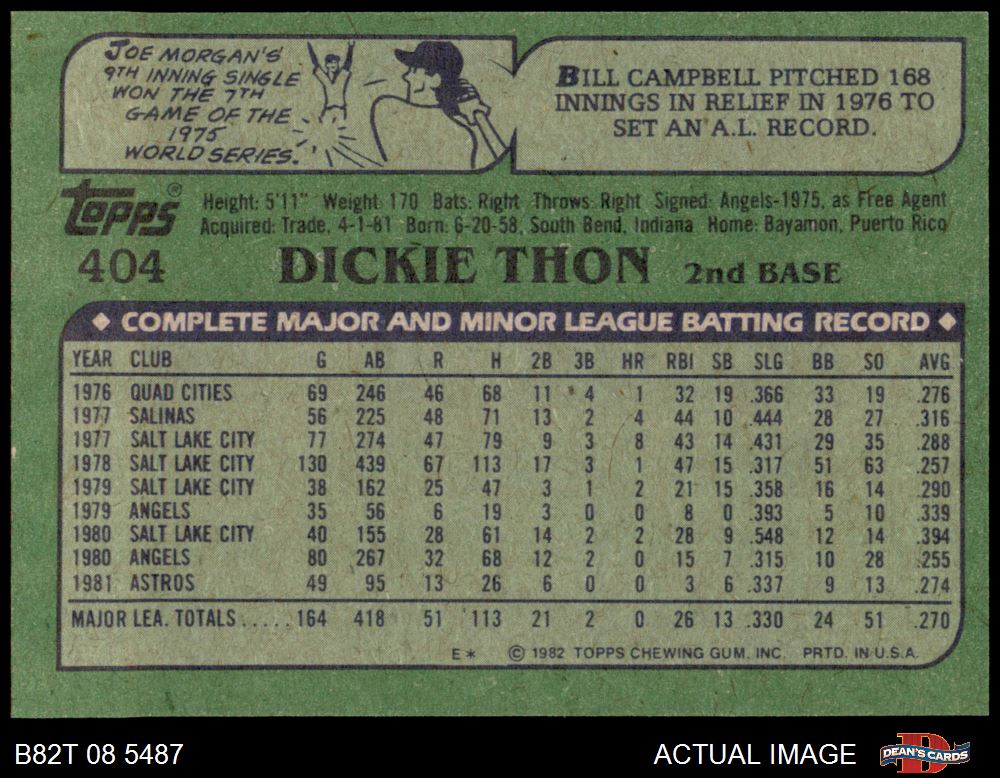 JOE MORGAN'S
9TH INNING SINGLE
WON THE 7TH
GAME OF THE
1975
WORLD SERIES.
BILL CAMPBELL PITCHED 168
INNINGS IN RELIEF IN 1976 TO
SET AN A.L. RECORD.
Topps®
Height: 5'11" Weight: 170 Bats: Right Throws: Right Signed: Angels-1975, as Free Agent
Acquired: Trade, 4-1-81 Born: 6-20-58, South Bend, Indiana Home: Bayamon, Puerto Rico
404 DICKIE THON 2nd BASE
◆ COMPLETE MAJOR AND MINOR LEAGUE BATTING RECORD ◆
YEAR CLUB G AB R H 2B 3B HR RBI SB SLG BB SO AVG
1976 QUAD CITIES 69 246 46 68 11 4 1 32 19 .366 33 19 .276
1977 SALINAS 56 225 48 71 13 2 4 44 10 .444 28 27 .316
1977 SALT LAKE CITY 77 274 47 79 9 3 8 43 14 .431 29 35 .288
1978 SALT LAKE CITY 130 439 67 113 17 3 1 47 15 .317 51 63 .257
1979 SALT LAKE CITY 38 162 25 47 3 1 2 21 15 .358 16 14 .290
1979 ANGELS 35 56 6 19 3 0 0 8 0 .393 5 10 .339
1980 SALT LAKE CITY 40 155 28 61 14 2 2 28 9 .548 12 14 .394
1980 ANGELS 80 267 32 68 12 2 0 15 7 .315 10 28 .255
1981 ASTROS 49 95 13 26 6 0 0 3 6 .337 9 13 .274
MAJOR LEA. TOTALS.....164 418 51 113 21 2 0 26 13 .330 24 51 .270
E* © 1982 TOPPS CHEWING GUM, INC. PRTD. IN U.S.A.
B82T 08 5487 ACTUAL IMAGE DEAN'S CARDS